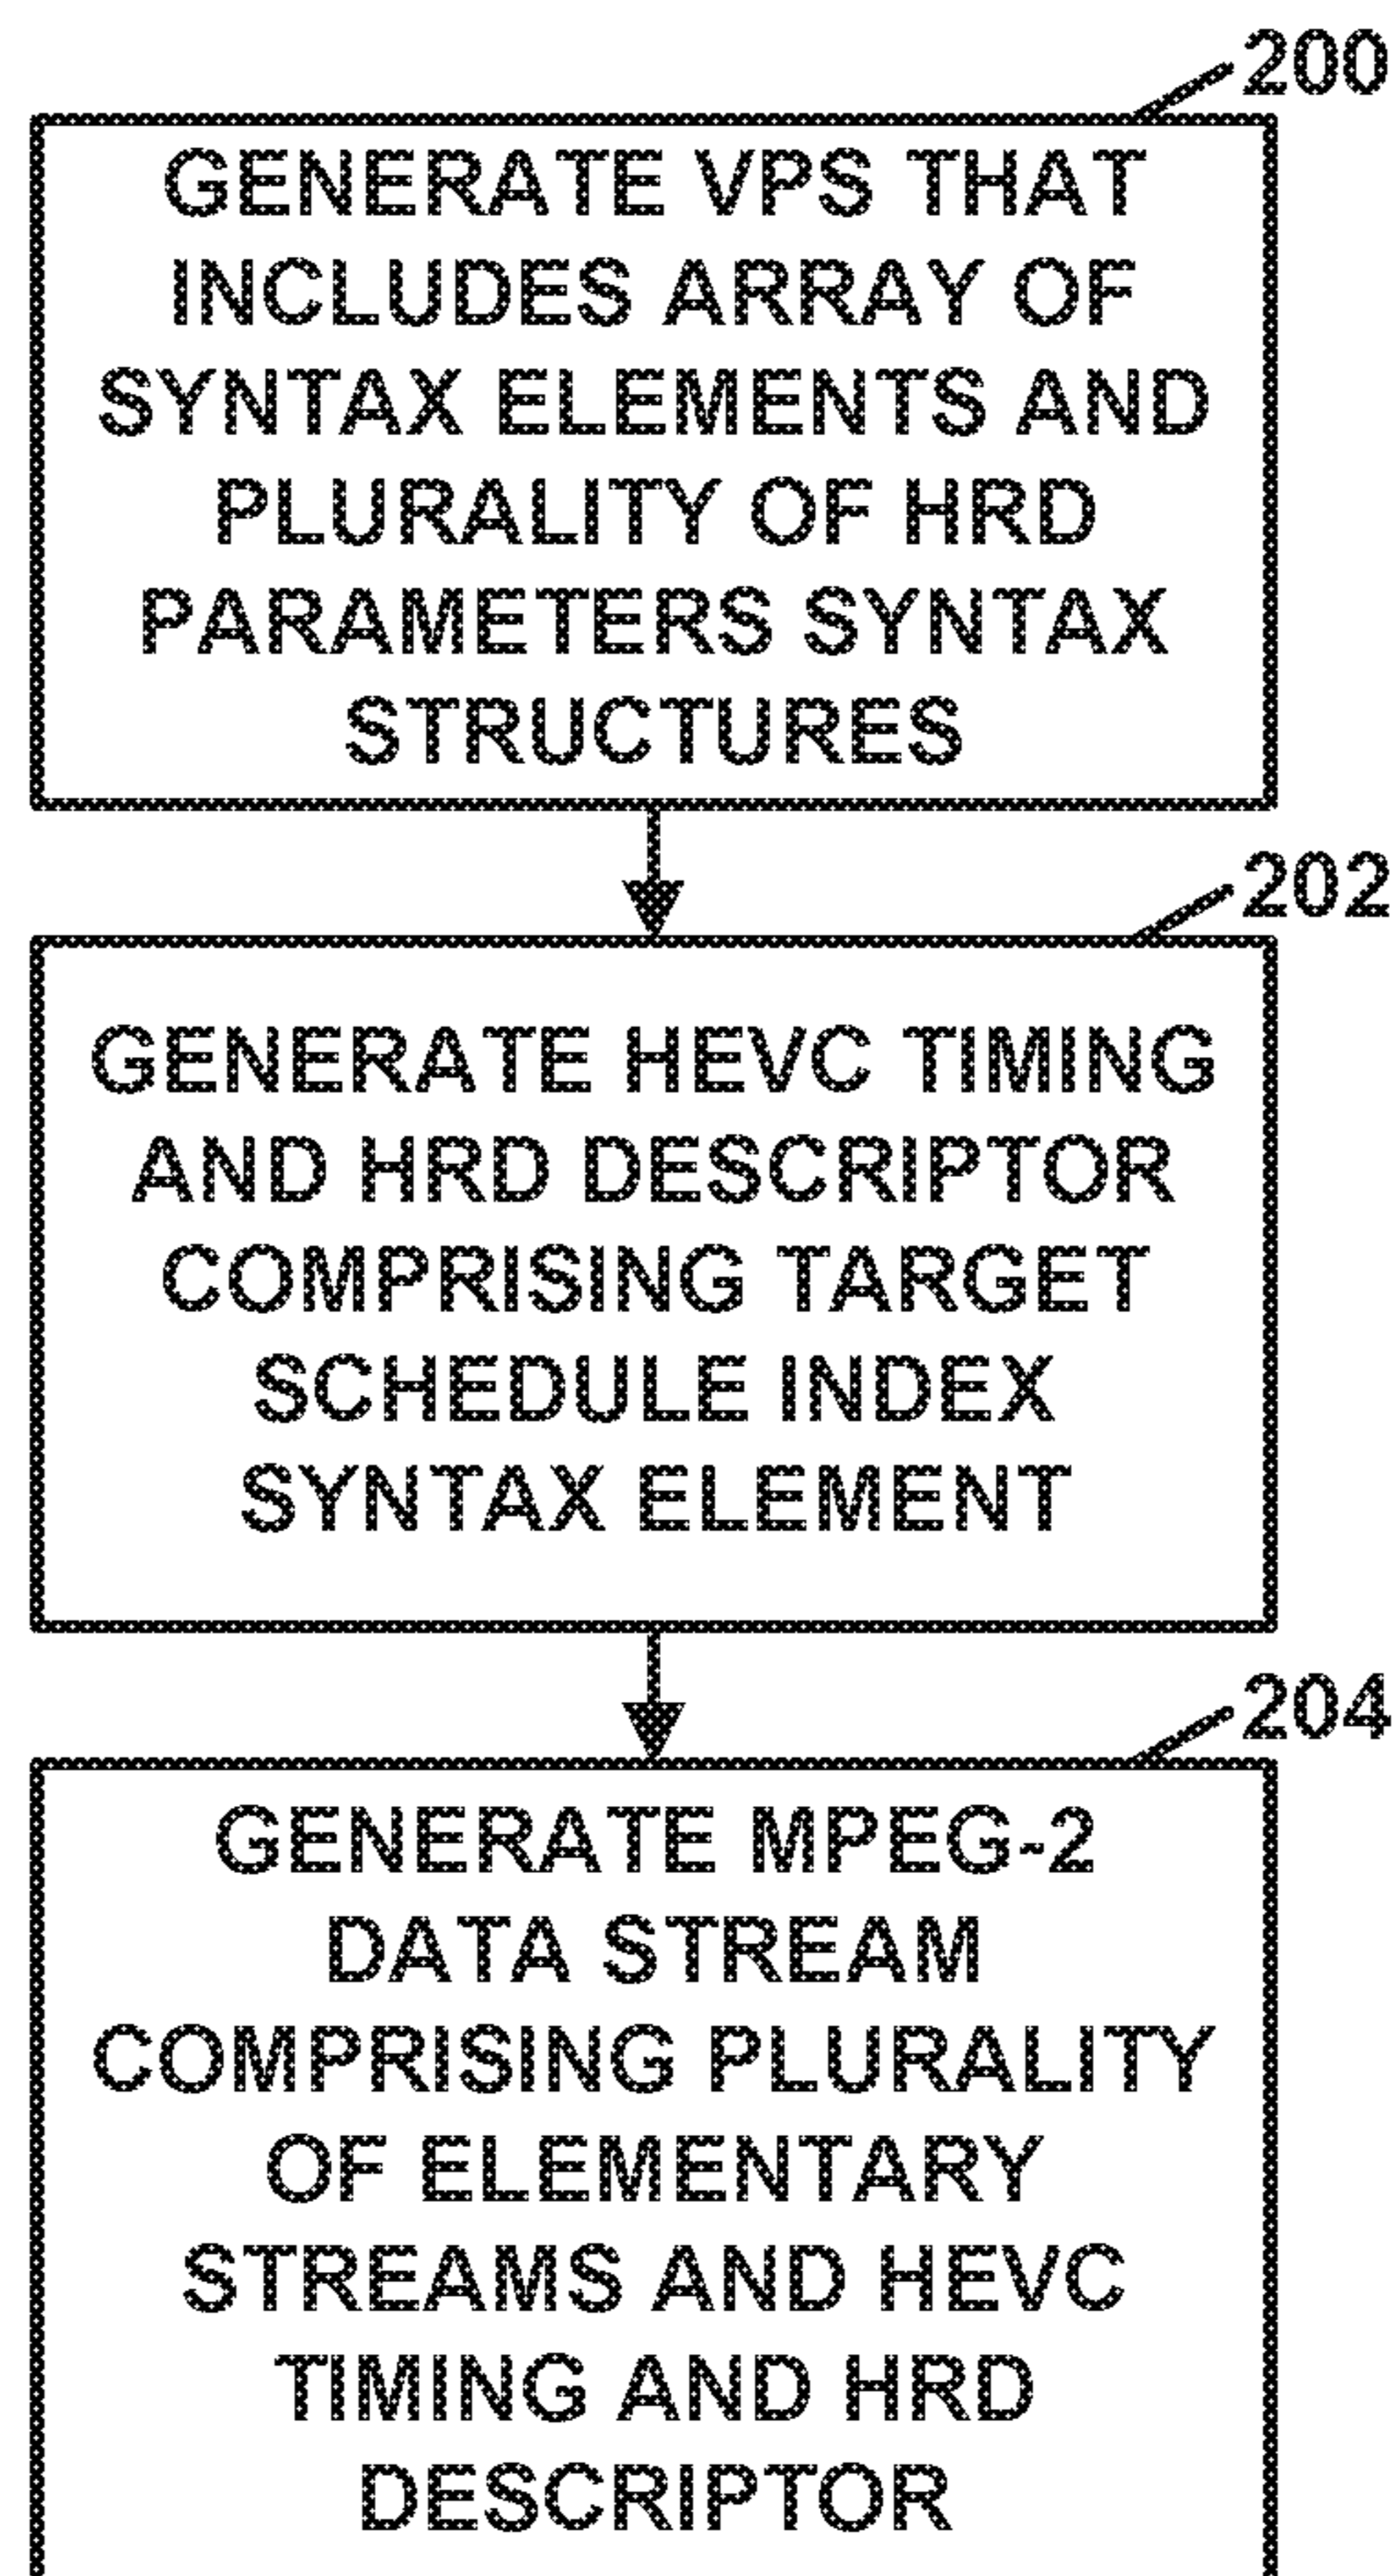 200
GENERATE VPS THAT
INCLUDES ARRAY OF
SYNTAX ELEMENTS AND
PLURALITY OF HRD
PARAMETERS SYNTAX
STRUCTURES
202
GENERATE HEVC TIMING
AND HRD DESCRIPTOR
COMPRISING TARGET
SCHEDULE INDEX
SYNTAX ELEMENT
204
GENERATE MPEG-2
DATA STREAM
COMPRISING PLURALITY
OF ELEMENTARY
STREAMS AND HEVC
TIMING AND HRD
DESCRIPTOR